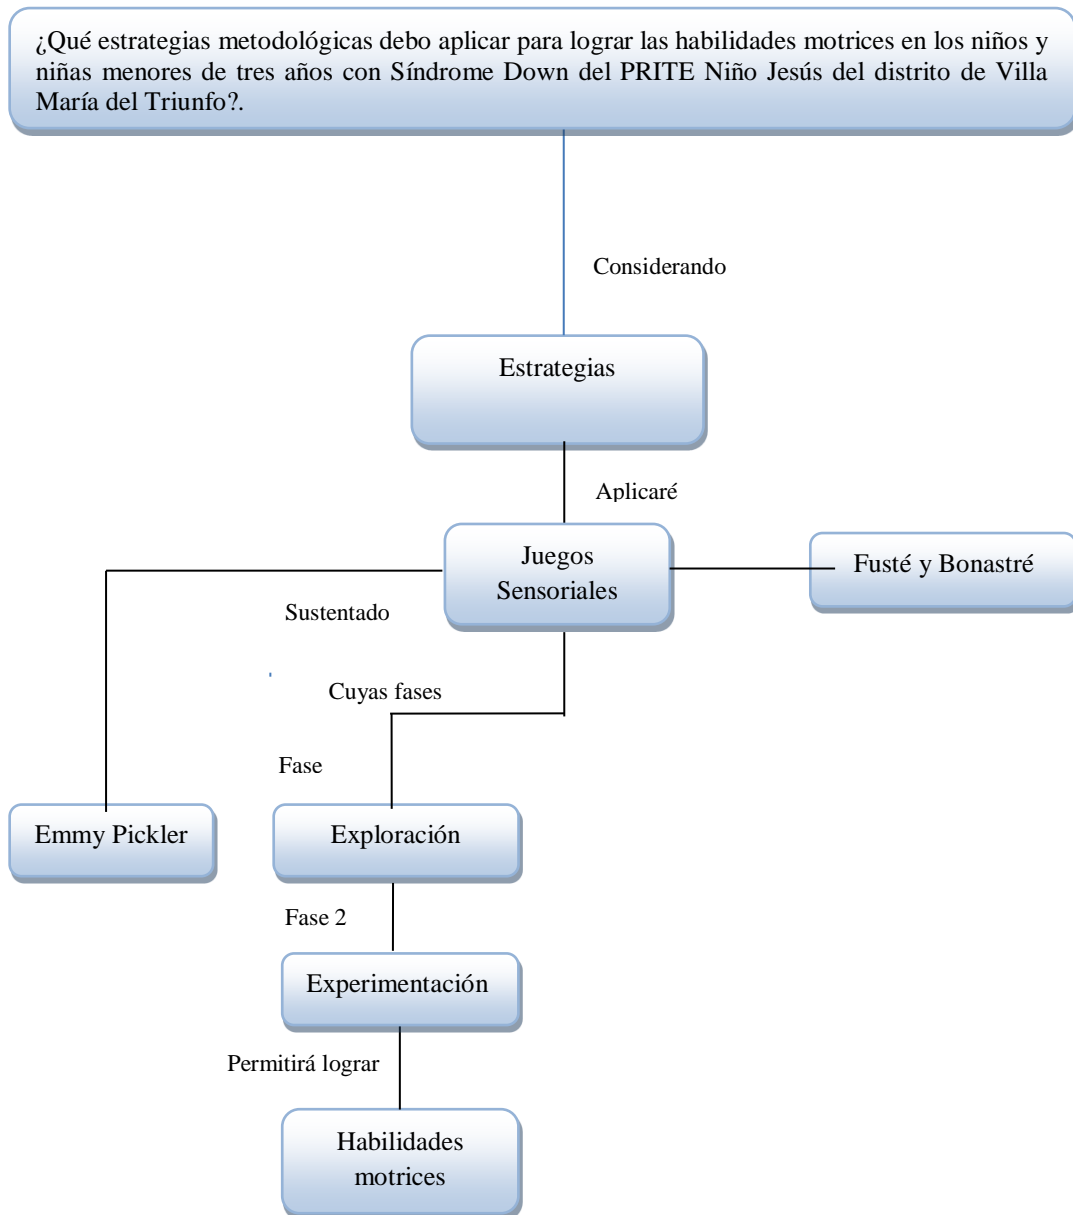 ¿Qué estrategias metodológicas debo aplicar para lograr las habilidades motrices en los niños y
niñas menores de tres años con Síndrome Down del PRITE Niño Jesús del distrito de Villa
María del Triunfo?.
Considerando
Estrategias
Aplicaré
Juegos
Sensoriales
Fusté y Bonastré
Sustentado
Cuyas fases
Fase
Emmy Pickler
Exploración
Fase 2
Experimentación
Permitirá lograr
Habilidades
motrices